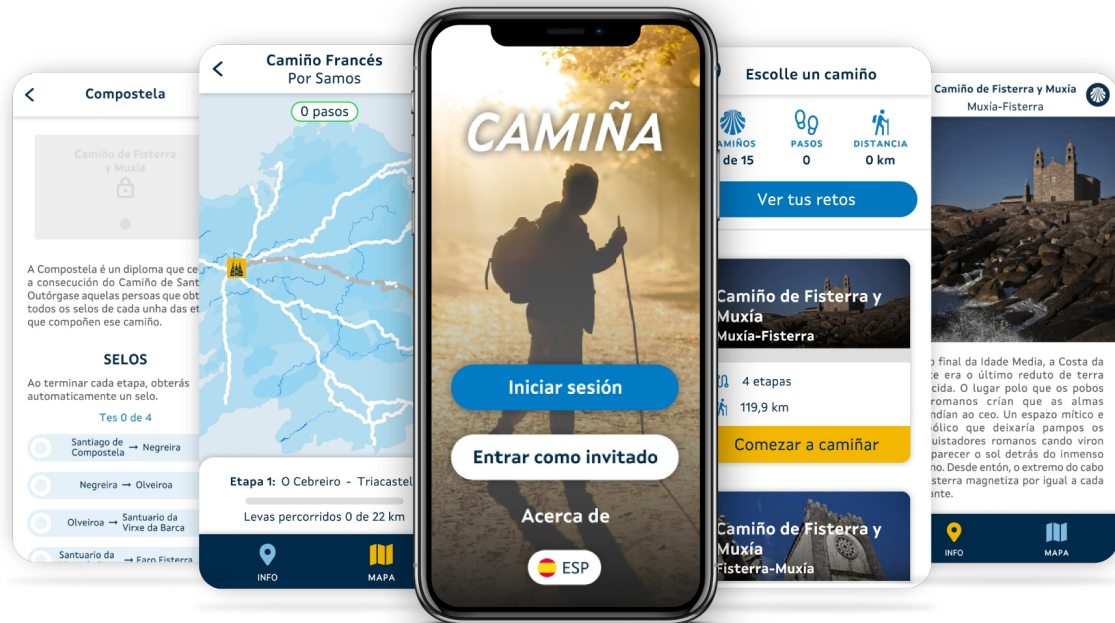 Compostela
Camiño de Fisterra
y Muxía
A Compostela é un diploma que ce
a consecución do Camiño de Sant
Outórgase aquelas persoas que obt
todos os selos de cada unha das et
que compoñen ese camiño.
SELOS
Ao terminar cada etapa, obterás
automaticamente un selo.
Tes 0 de 4
Santiago de
Compostela → Negreira
Negreira → Olveiroa
Olveiroa → Santuario da
Virxe da Barca
Santuario da
→ Faro Fisterra
Camiño Francés
Por Samos
0 pasos
Etapa 1: O Cebreiro - Triacastel
Levas percorridos 0 de 22 km
INFO
MAPA
CAMIÑA
Iniciar sesión
Entrar como invitado
Acerca de
ESP
Escolle un camiño
AMIÑOS
de 15
PASOS
0
DISTANCIA
0 km
Ver tus retos
Camiño de Fisterra y
Muxía
Muxía-Fisterra
4 etapas
119,9 km
Comezar a camiñar
Camiño de Fisterra y
Muxía
Fisterra-Muxía
Camiño de Fisterra y Muxía
Muxía-Fisterra
o final da Idade Media, a Costa da
te era o último reduto de terra
cida. O lugar polo que os pobos
romanos crían que as almas
ndían ao ceo. Un espazo mítico e
ólico que deixaría pampos os
uistadores romanos cando viron
parecer o sol detrás do inmenso
no. Desde entón, o extremo do cabo
sterra magnetiza por igual a cada
ante.
INFO
MAPA